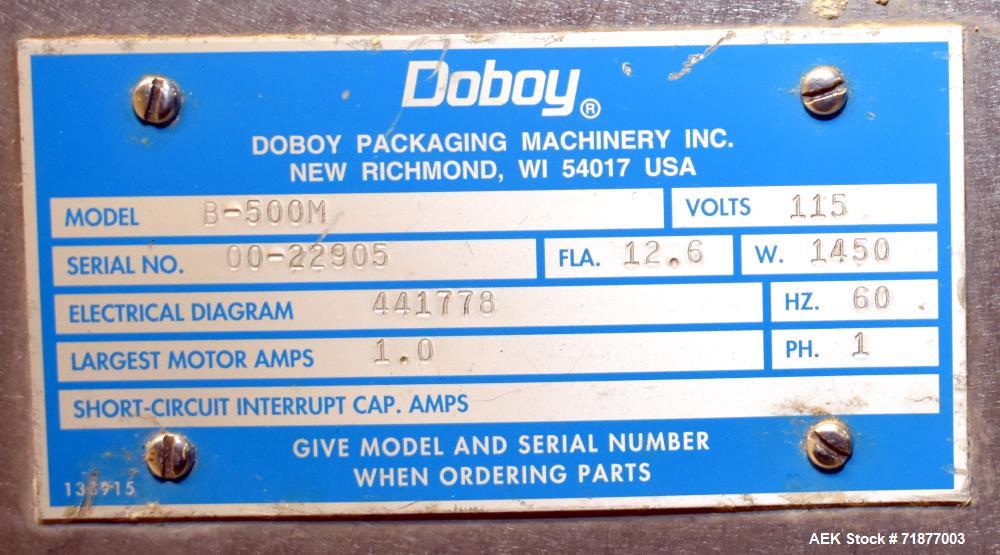 Doboy®
DOBOY PACKAGING MACHINERY INC.
NEW RICHMOND, WI 54017 USA
MODEL B-500M VOLTS 115
SERIAL NO. 00-22905 FLA. 12.6 W. 1450
ELECTRICAL DIAGRAM 441778 HZ. 60
LARGEST MOTOR AMPS 1.0 PH. 1
SHORT-CIRCUIT INTERRUPT CAP. AMPS
GIVE MODEL AND SERIAL NUMBER
WHEN ORDERING PARTS
AEK Stock #71877003